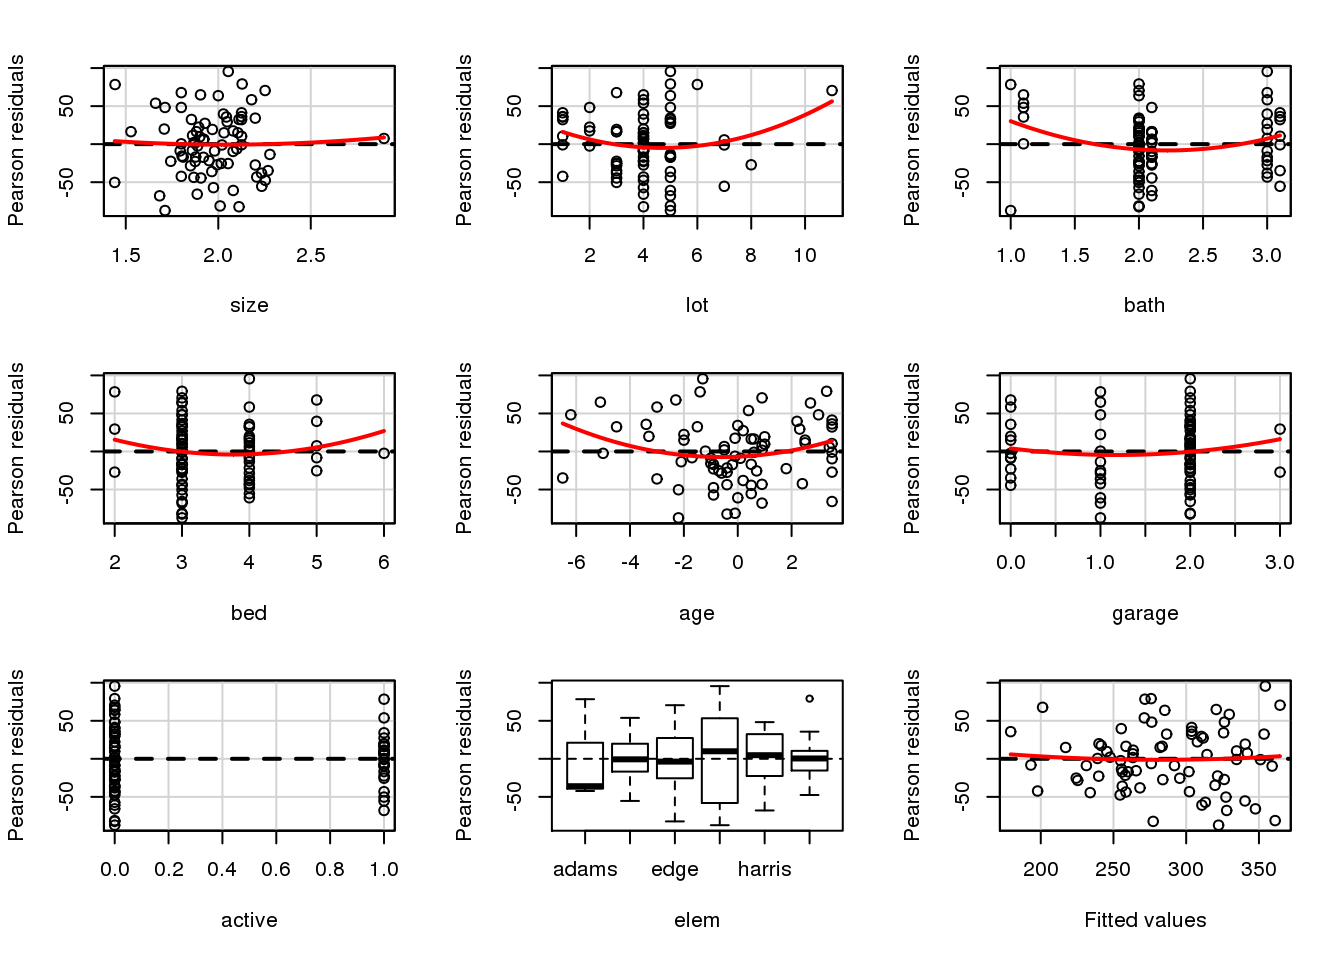 Pearson residuals
50
-50
1.5 2.0 2.5
size
Pearson residuals
50
-50
2 4 6 8 10
lot
Pearson residuals
50
-50
1.0 1.5 2.0 2.5 3.0
bath
Pearson residuals
50
-50
2 3 4 5 6
bed
Pearson residuals
50
-50
-6 -4 -2 0 2
age
Pearson residuals
50
-50
0.0 1.0 2.0 3.0
garage
Pearson residuals
50
-50
0.0 0.2 0.4 0.6 0.8 1.0
active
Pearson residuals
50
-50
adams edge harris
elem
Pearson residuals
50
-50
200 250 300 350
Fitted values